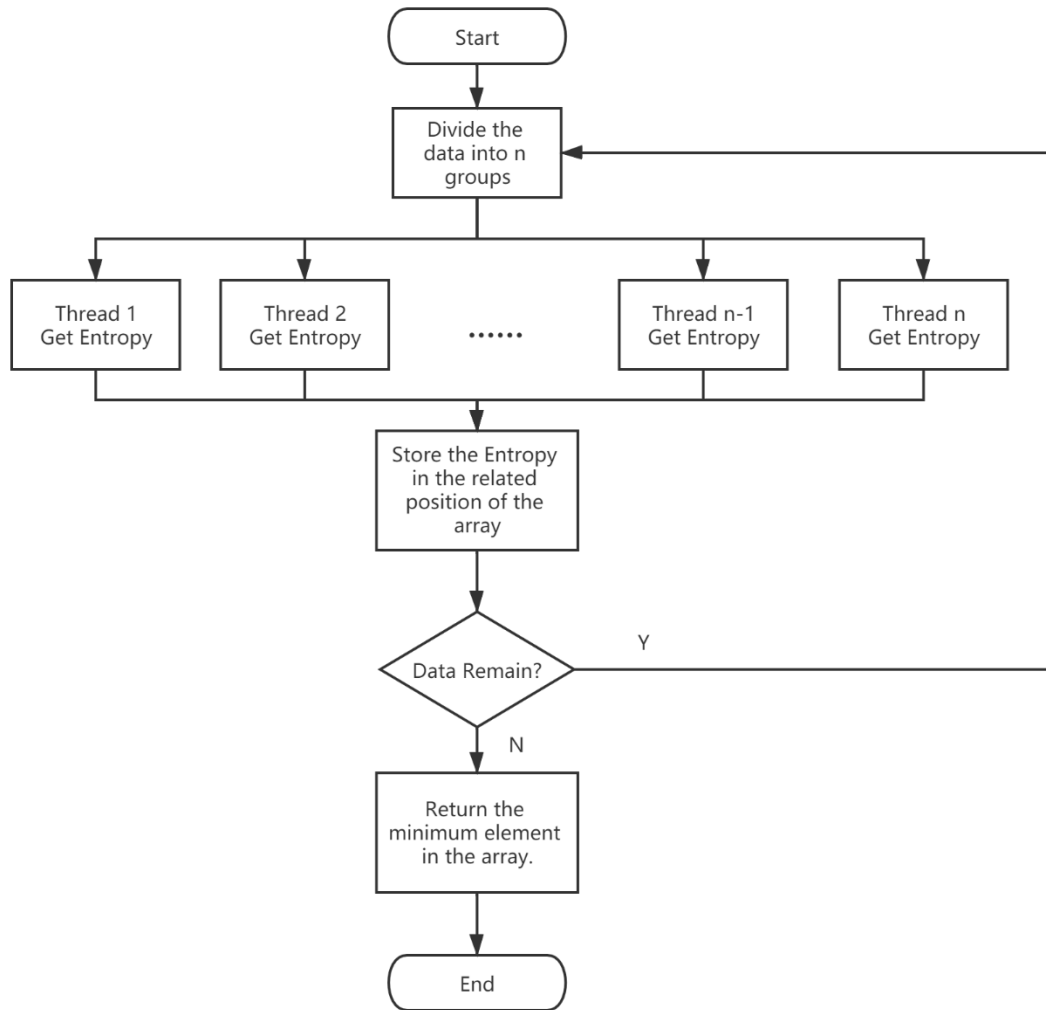 Start
Divide the
data into n
groups
Thread 1
Get Entropy
Thread 2
Get Entropy
......
Thread n-1
Get Entropy
Thread n
Get Entropy
Store the Entropy
in the related
position of the
array
Data Remain?
Y
N
Return the
minimum element
in the array.
End